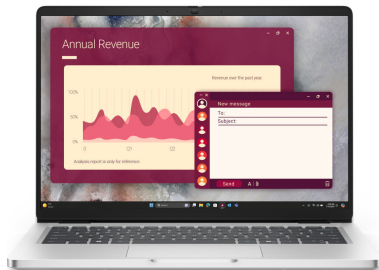 Annual Revenue
Revenue over the past year.
100%
50%
0%
Q
Q1
Q2
Analysis report is only for reference.
New message
To:
Subject
Send
A | B